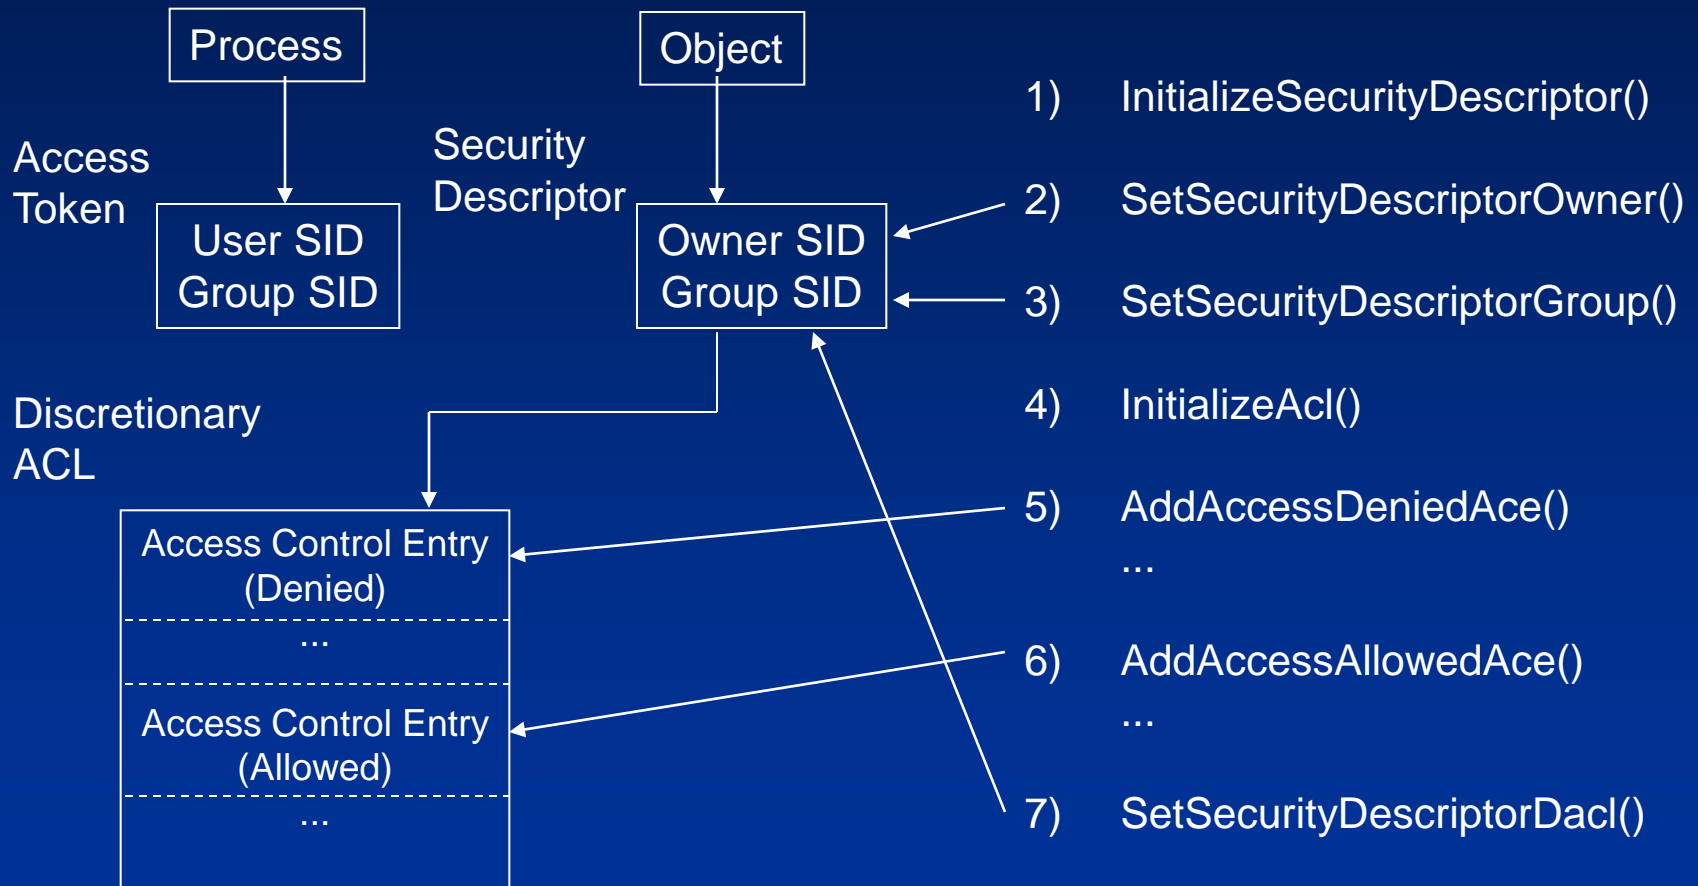 Process
Object
Access
Token
Security
Descriptor
User SID
Group SID
Owner SID
Group SID
Discretionary
ACL
Access Control Entry
(Denied)
...
Access Control Entry
(Allowed)
...
1) InitializeSecurityDescriptor()
2) SetSecurityDescriptorOwner()
3) SetSecurityDescriptorGroup()
4) InitializeAcl()
5) AddAccessDeniedAce()
...
6) AddAccessAllowedAce()
...
7) SetSecurityDescriptorDacl()